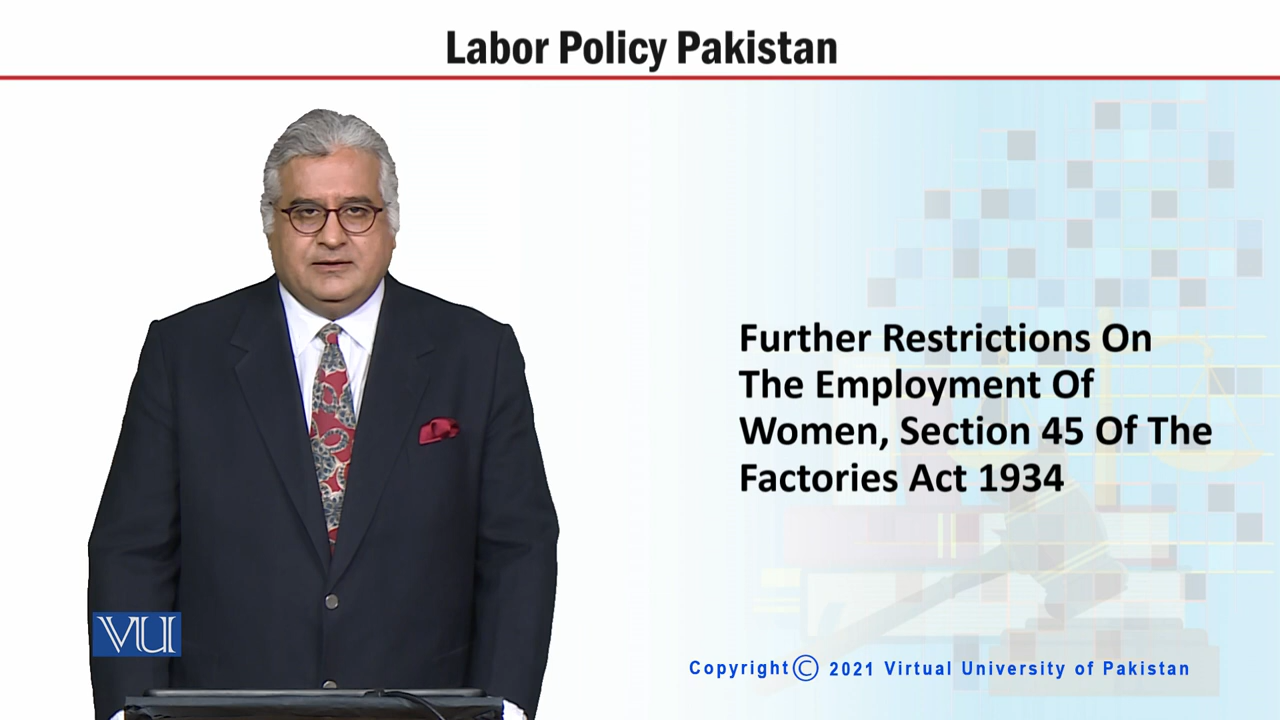 Labor Policy Pakistan
Further Restrictions On
The Employment Of
Women, Section 45 Of The
Factories Act 1934
VU
Copyright© 2021 Virtual University of Pakistan